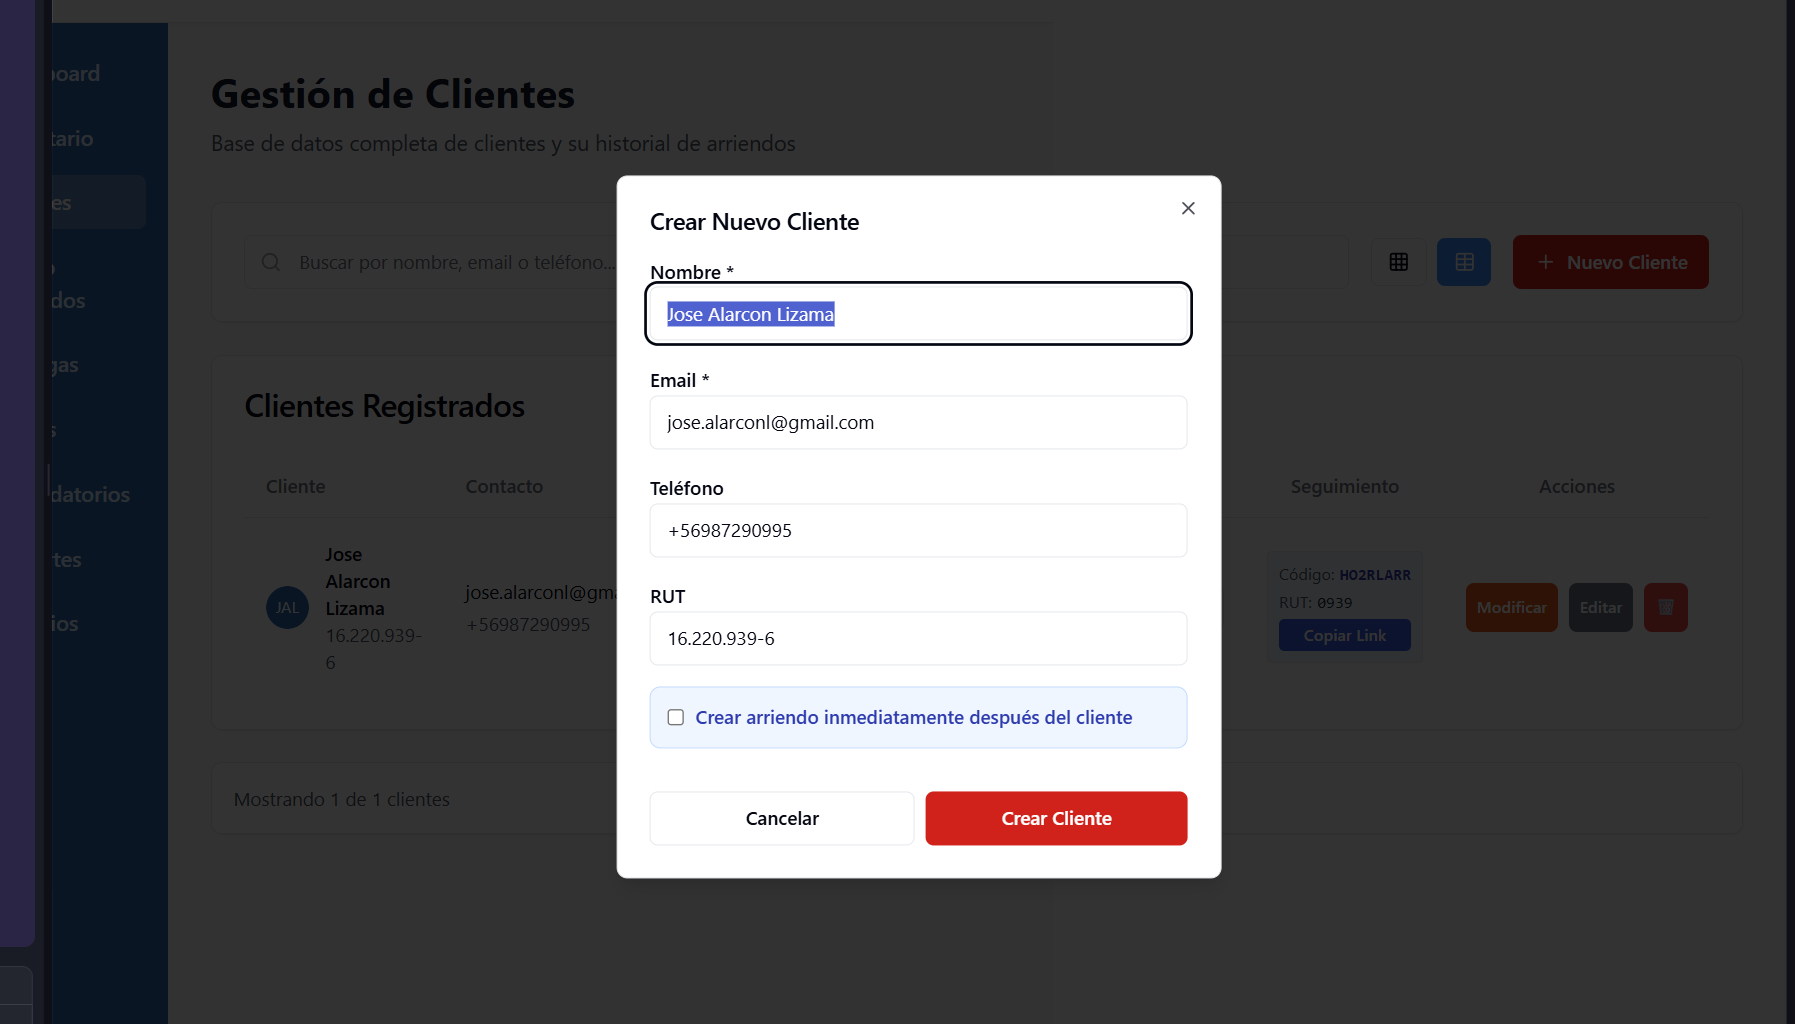 board
Gestión de Clientes
tario
Base de datos completa de clientes y su historial de arriendos
es
Buscar por nombre, email o teléfono...
Nuevo Cliente
dos
gas
Clientes Registrados
s
datorios
Cliente
Contacto
Seguimiento
Acciones
tes
JAL
Jose
Alarcon
Lizama
16.220.939-
6
jose.alarconl@gma
+56987290995
Código: HO2RLARR
RUT: 0939
Copiar Link
Modificar
Editar
ios
Mostrando 1 de 1 clientes
Crear Nuevo Cliente
Nombre *
Jose Alarcon Lizama
Email *
jose.alarconl@gmail.com
Teléfono
+56987290995
RUT
16.220.939-6
Crear arriendo inmediatamente después del cliente
Cancelar
Crear Cliente